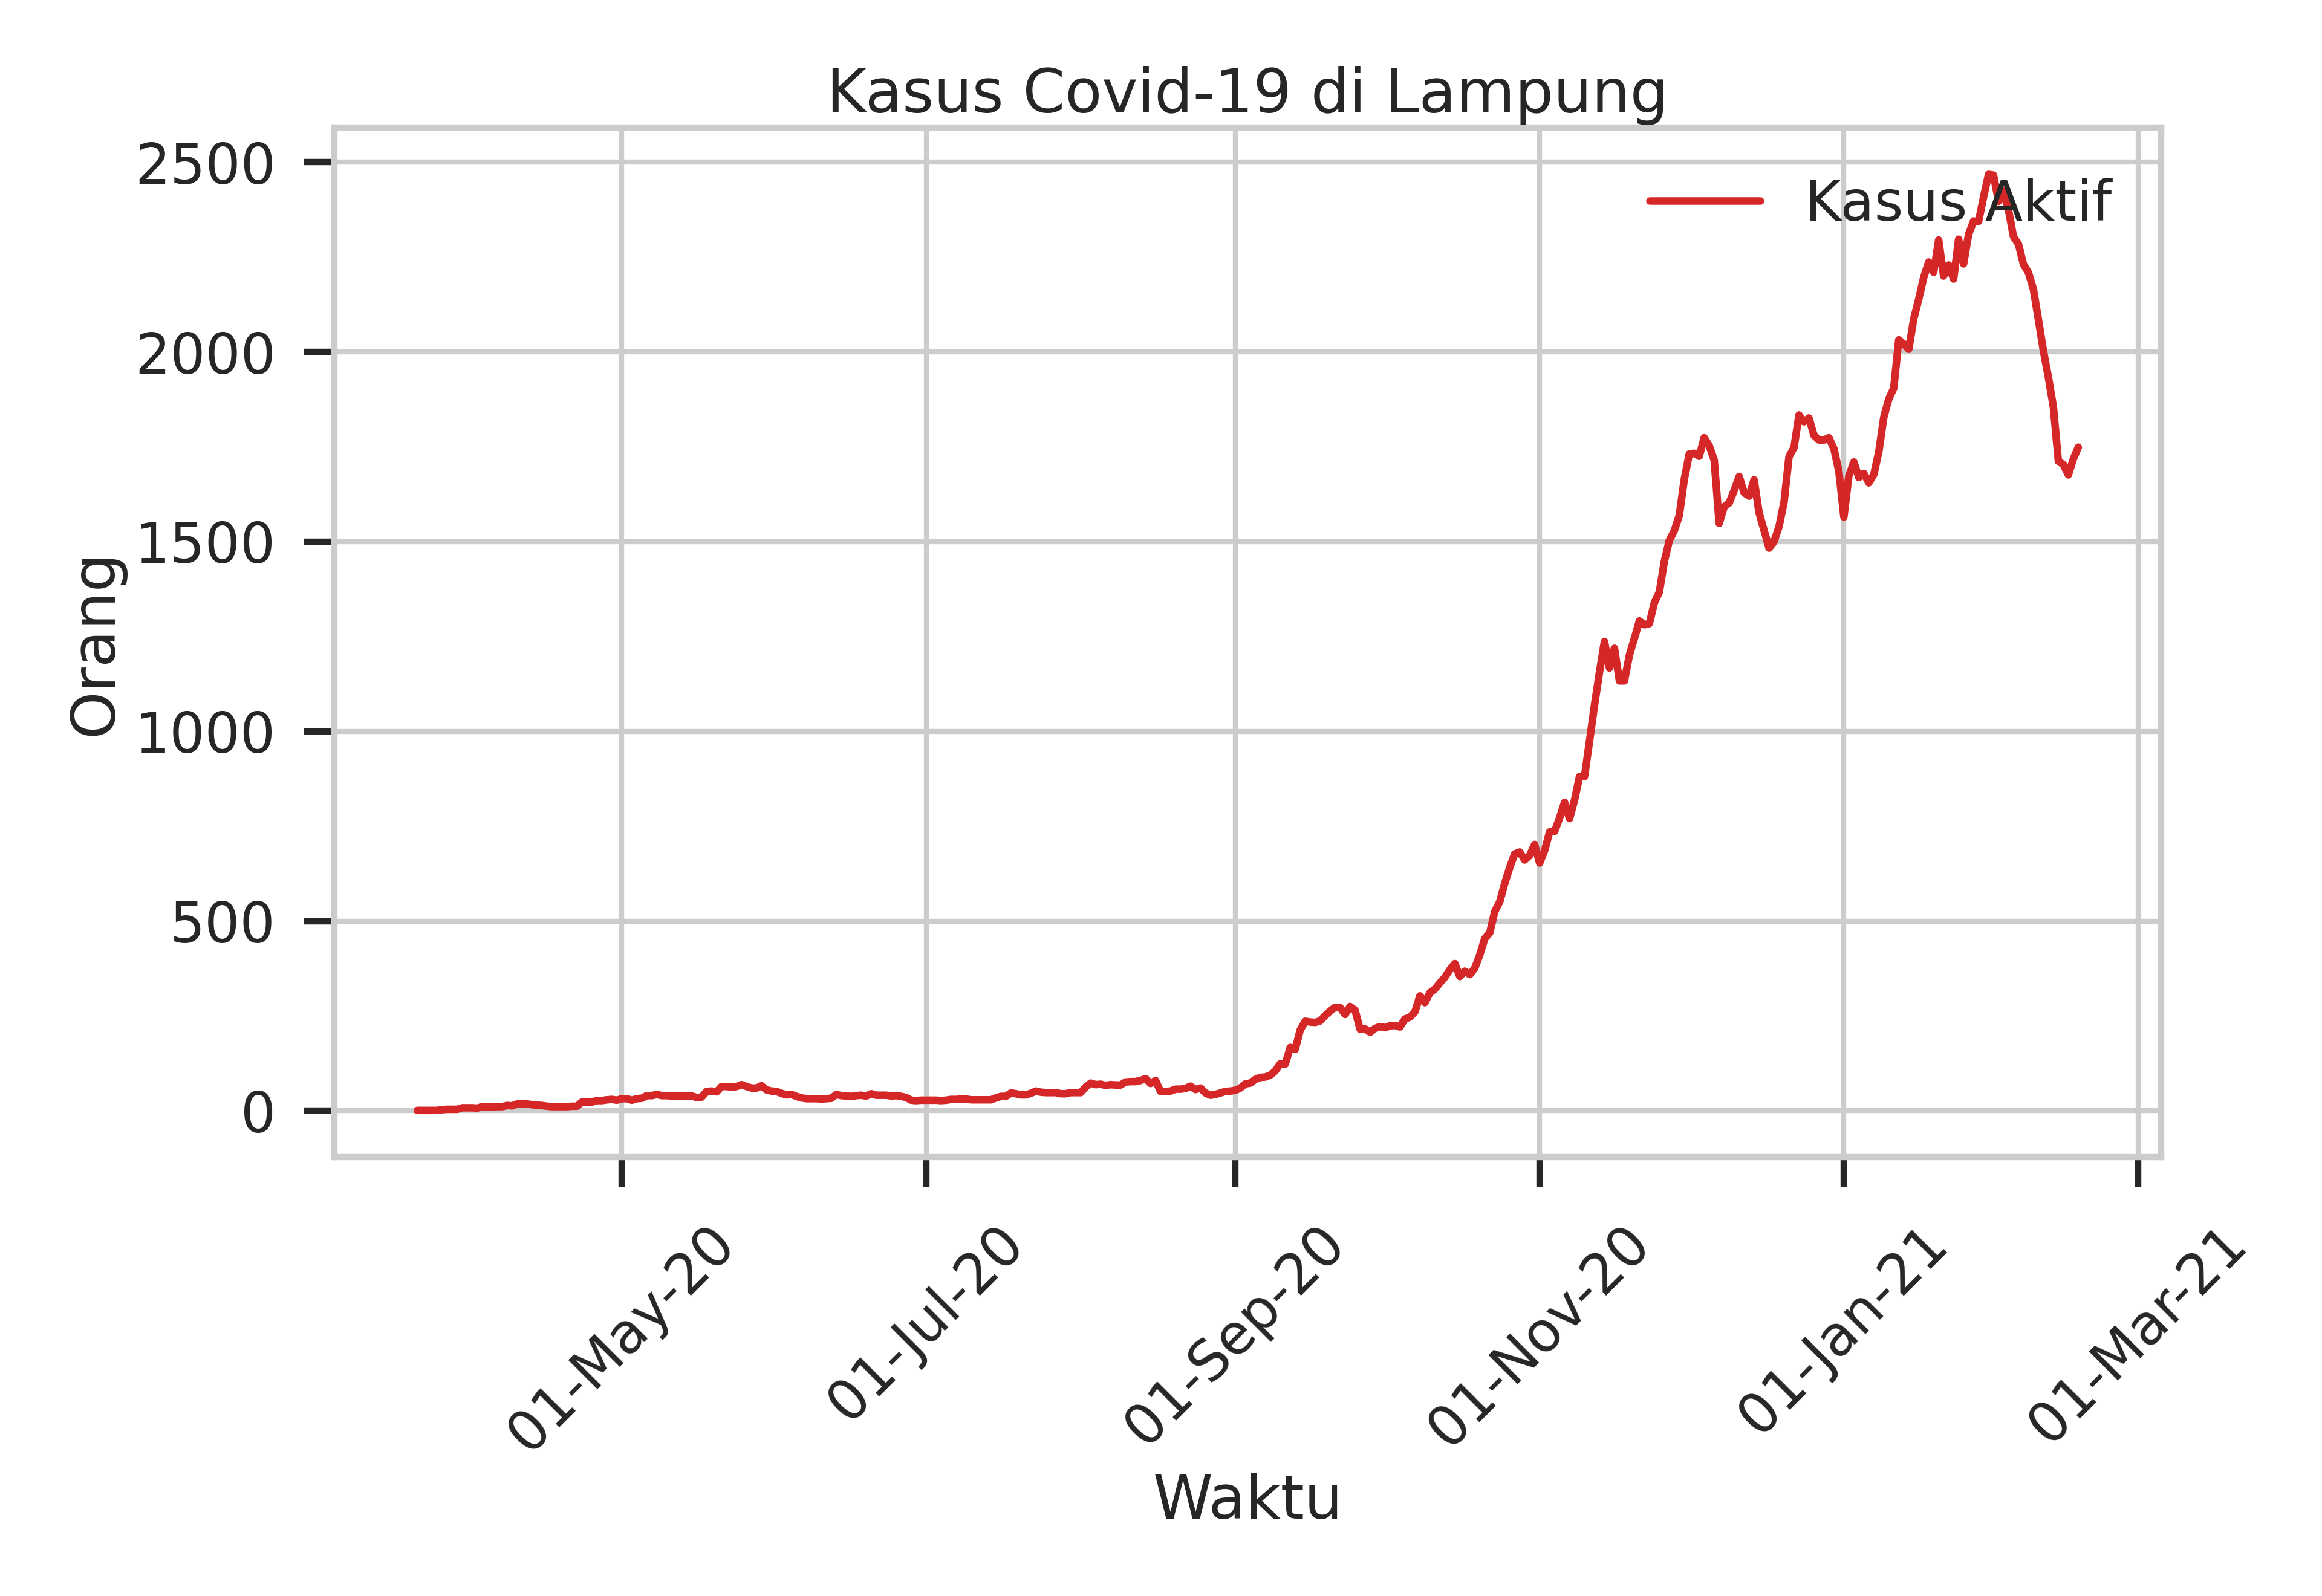 Kasus Covid-19 di Lampung
Kasus Aktif
2500
2000
1500
1000
500
0
Orang
01-May-20
01-Jul-20
01-Sep-20
01-Nov-20
01-Jan-21
01-Mar-21
Waktu